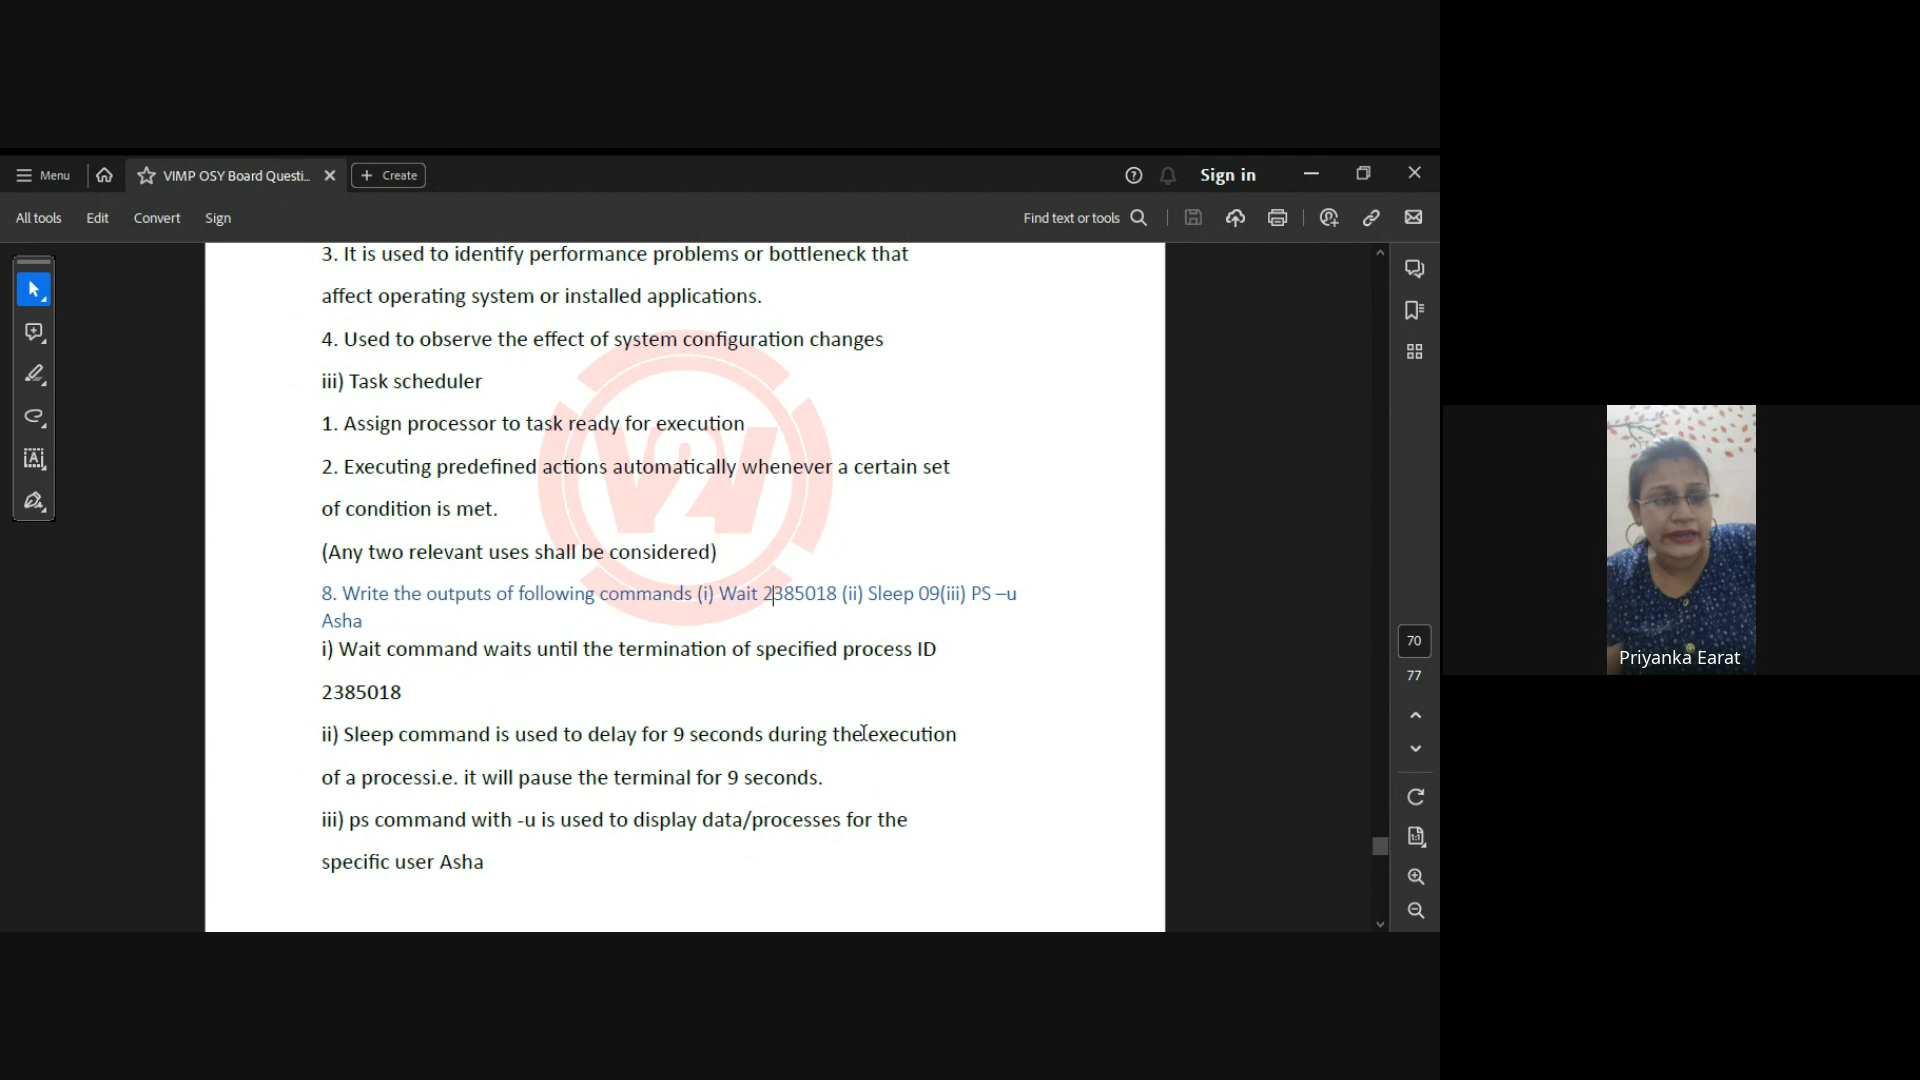 Menu
VIMP OSY Board Questi...
Create
Sign in
All tools
Edit
Convert
Sign
Find text or tools
3. It is used to identify performance problems or bottleneck that
affect operating system or installed applications.
4. Used to observe the effect of system configuration changes
iii) Task scheduler
1. Assign processor to task ready for execution
2. Executing predefined actions automatically whenever a certain set
of condition is met.
(Any two relevant uses shall be considered)
8. Write the outputs of following commands (i) Wait 2385018 (ii) Sleep 09(iii) PS –u
Asha
i) Wait command waits until the termination of specified process ID
2385018
ii) Sleep command is used to delay for 9 seconds during the execution
of a processi.e. it will pause the terminal for 9 seconds.
iii) ps command with -u is used to display data/processes for the
specific user Asha
V2V
70
77
1:1
Priyanka Earat